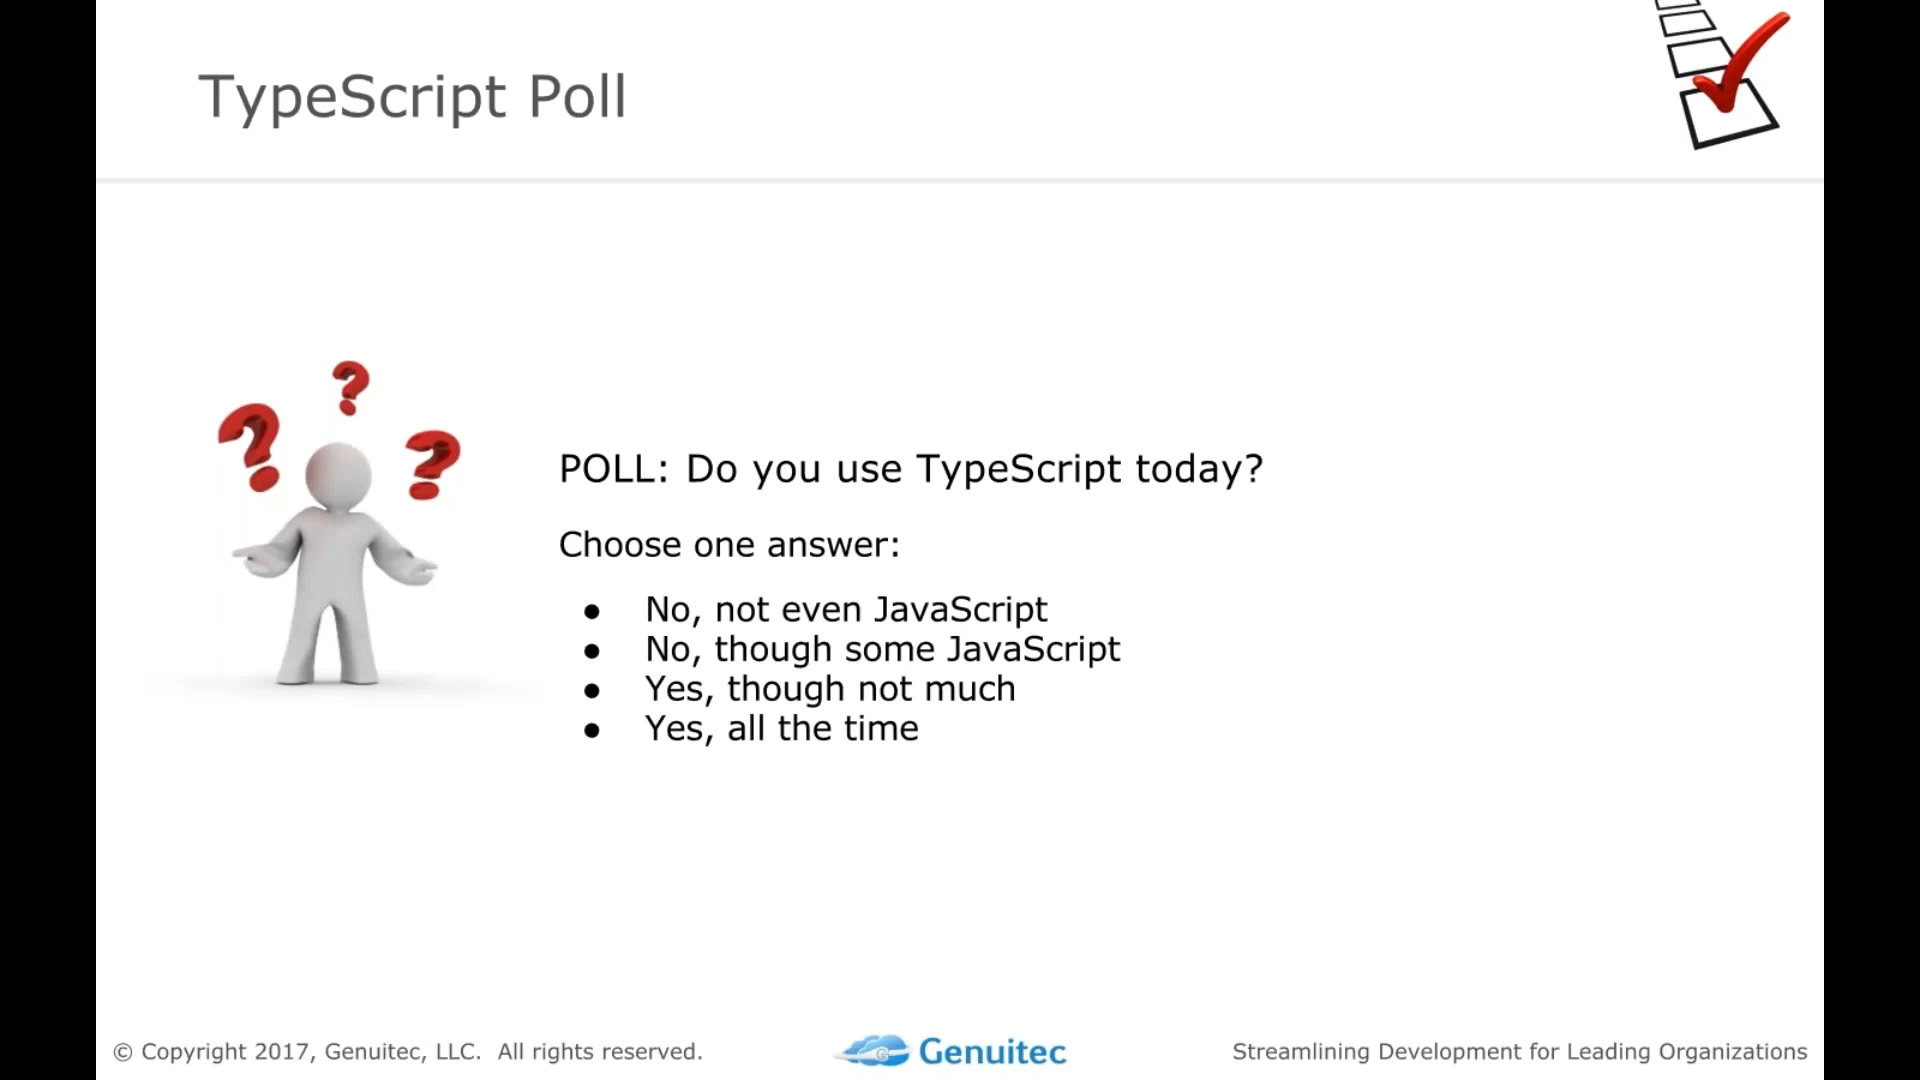 TypeScript Poll
POLL: Do you use TypeScript today?
Choose one answer:
● No, not even JavaScript
● No, though some JavaScript
● Yes, though not much
● Yes, all the time
© Copyright 2017, Genuitec, LLC. All rights reserved.
Genuitec
Streamlining Development for Leading Organizations